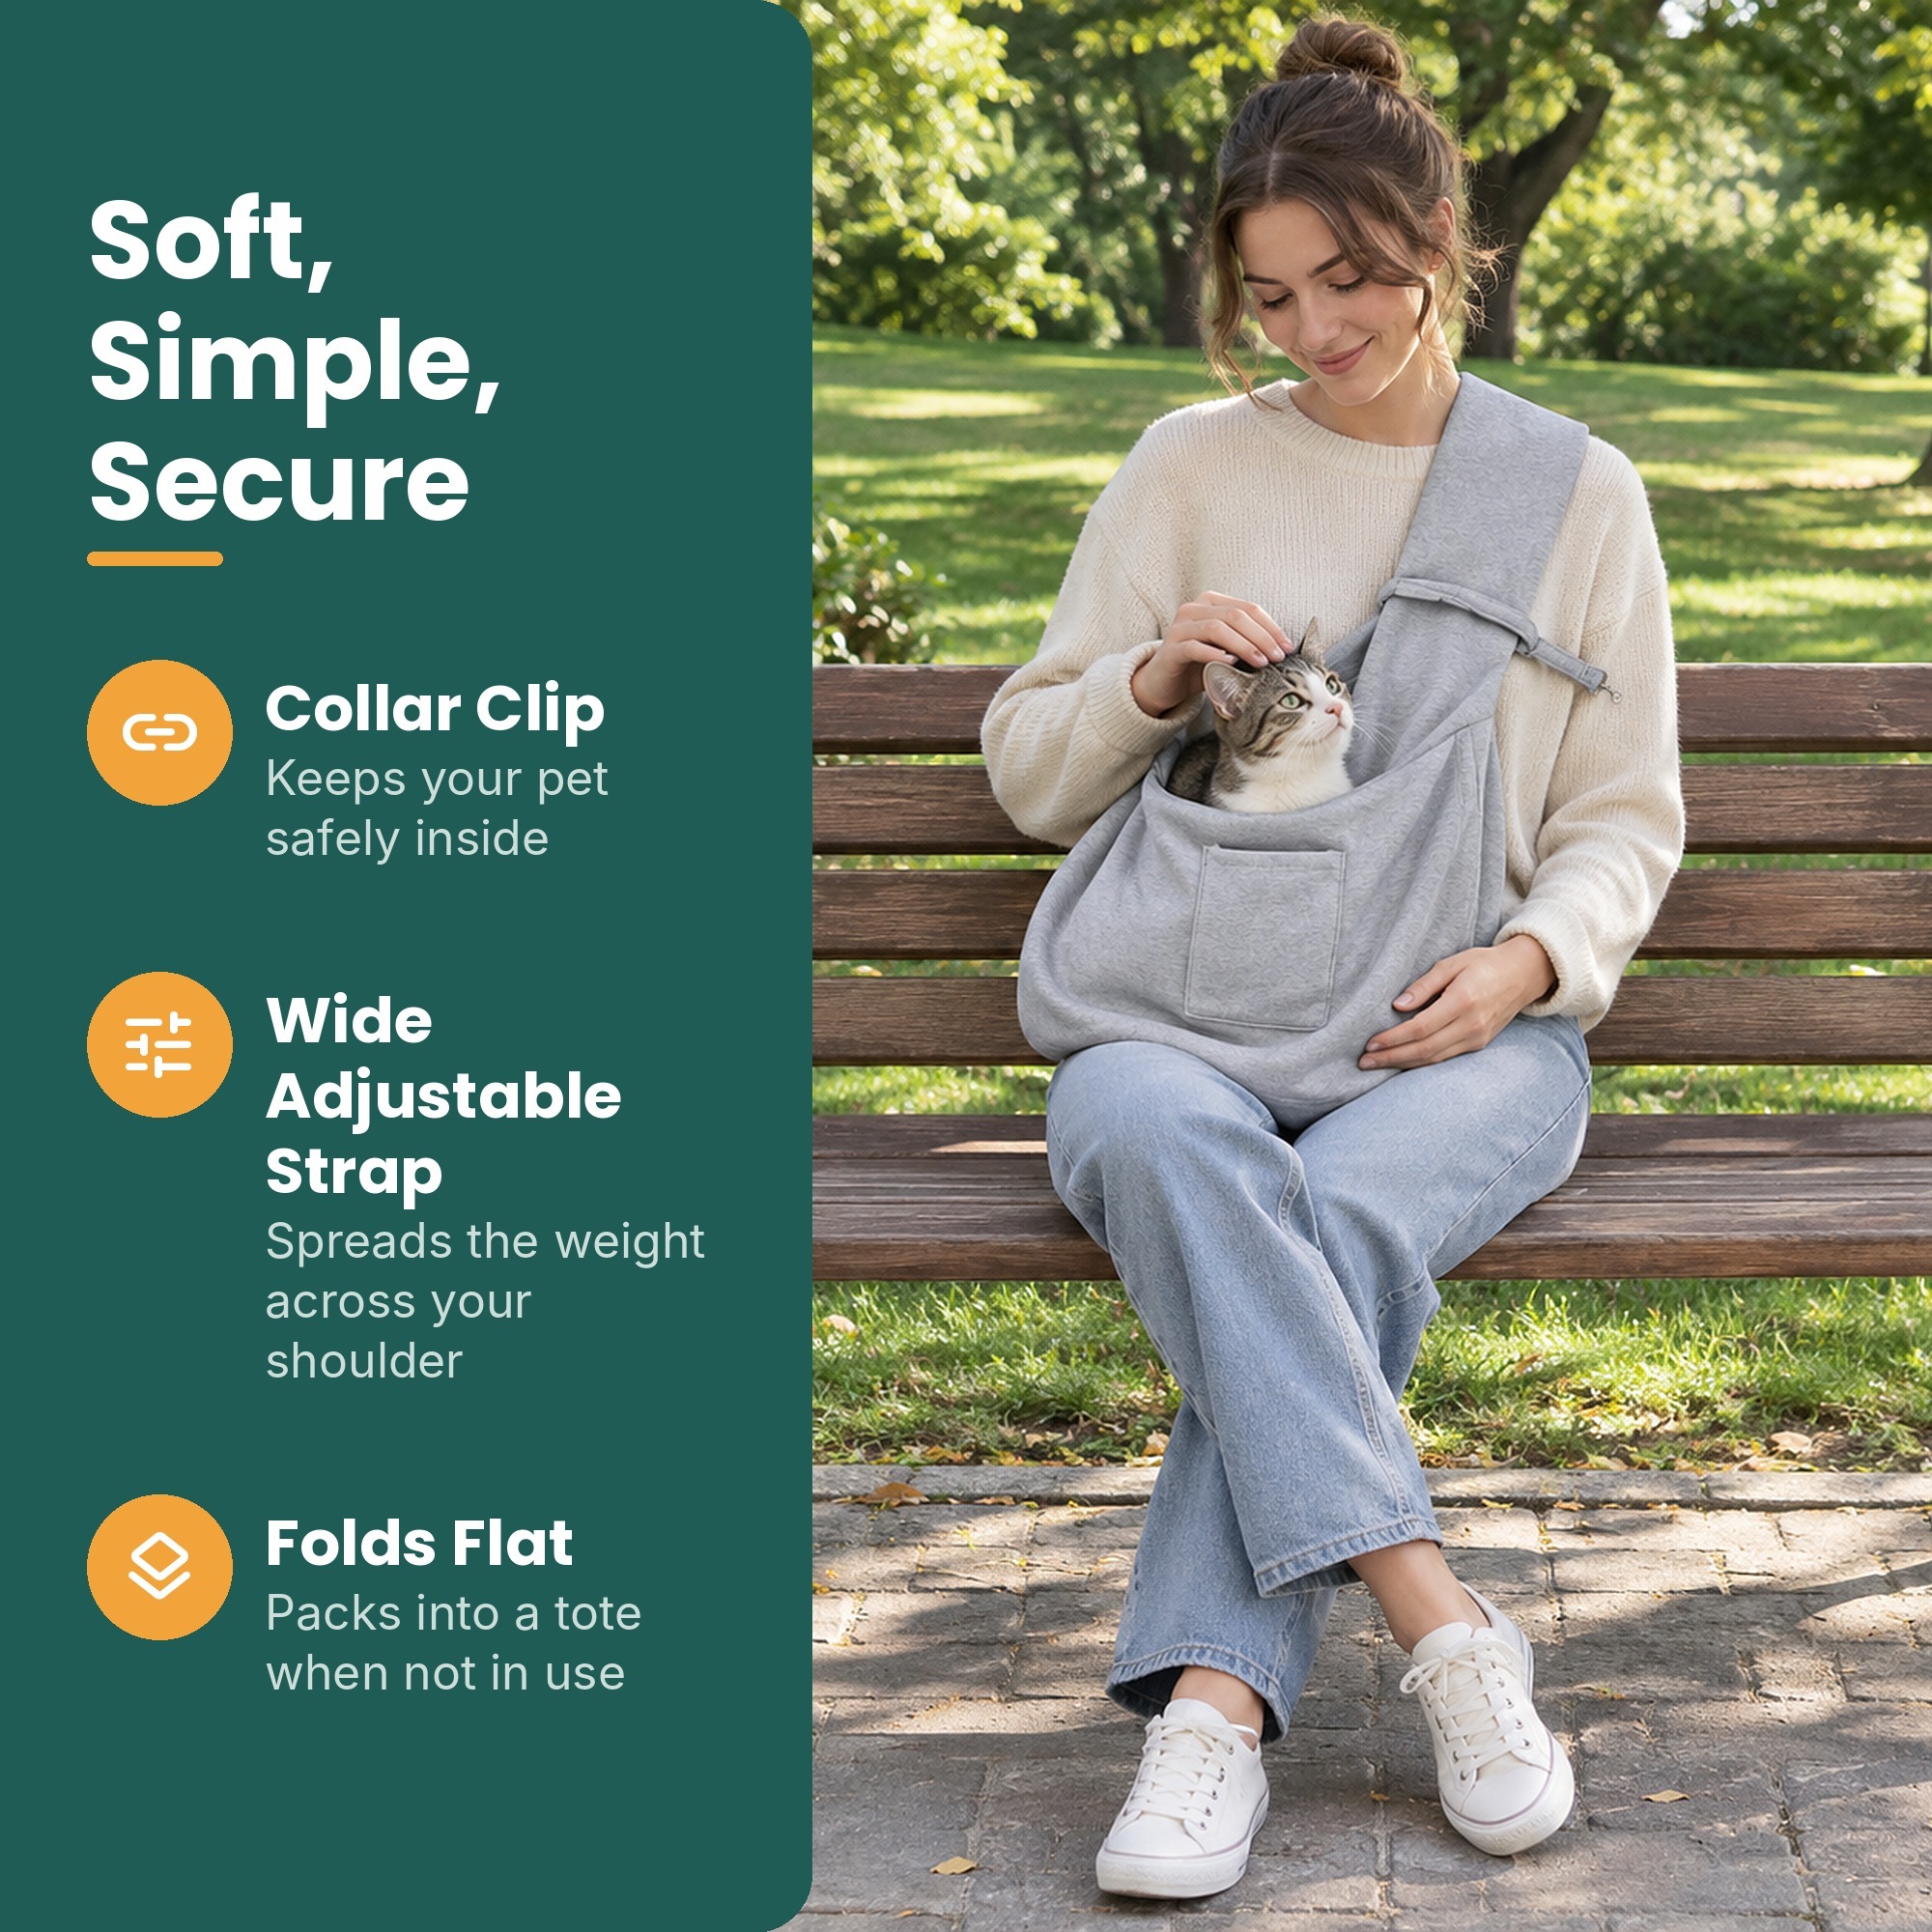 Soft,
Simple,
Secure
Collar Clip
Keeps your pet
safely inside
Wide
Adjustable
Strap
Spreads the weight
across your
shoulder
Folds Flat
Packs into a tote
when not in use